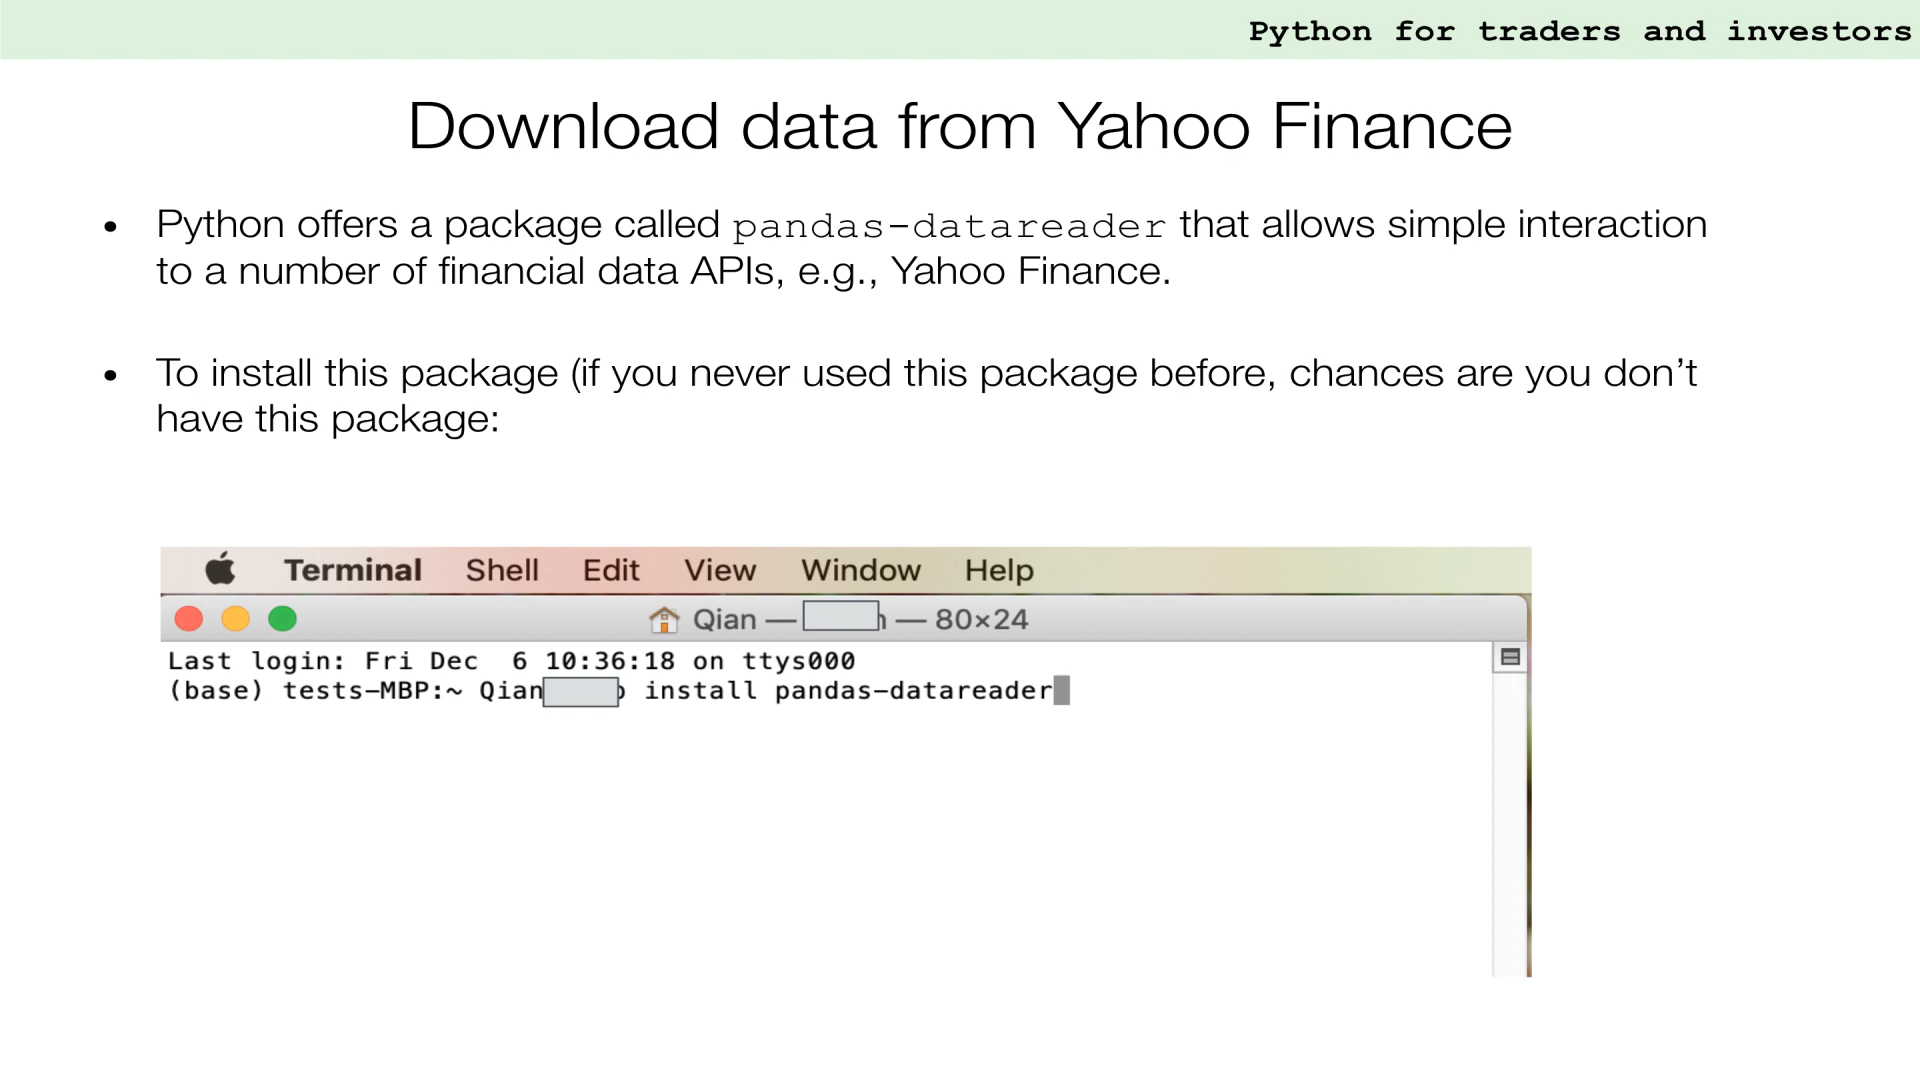 Python for traders and investors
Download data from Yahoo Finance
• Python offers a package called pandas-datareader that allows simple interaction
to a number of financial data APIs, e.g., Yahoo Finance.
• To install this package (if you never used this package before, chances are you don’t
have this package:
Terminal Shell Edit View Window Help
Qian — — 80×24
Last login: Fri Dec 6 10:36:18 on ttys000
(base) tests-MBP:~ Qian install pandas-datareader